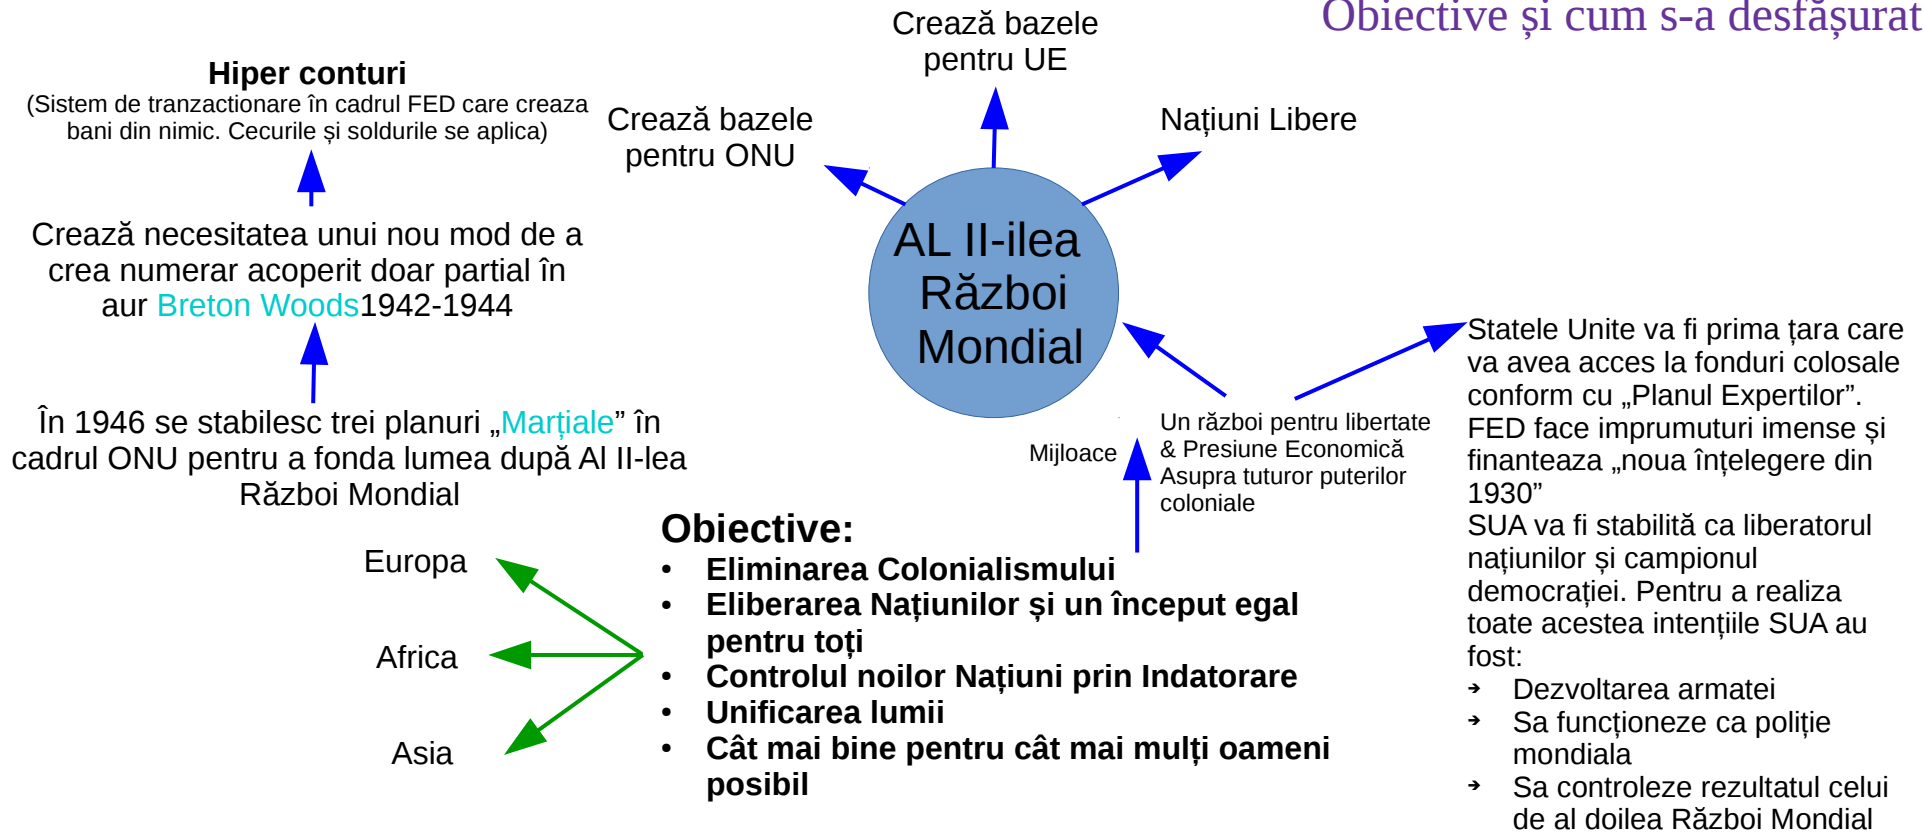 Obiective și cum s-a desfășurat
Crează bazele
pentru UE
Hiper conturi
(Sistem de tranzactionare în cadrul FED care creaza
bani din nimic. Cecurile și soldurile se aplica)
Crează bazele
pentru ONU
Națiuni Libere
Crează necesitatea unui nou mod de a
crea numerar acoperit doar partial în
aur Breton Woods1942-1944
AL II-ilea
Război
Mondial
În 1946 se stabilesc trei planuri „Marțiale” în
cadrul ONU pentru a fonda lumea după Al II-lea
Război Mondial
Mijloace
Un război pentru libertate
& Presiune Economică
Asupra tuturor puterilor
coloniale
Statele Unite va fi prima țara care
va avea acces la fonduri colosale
conform cu „Planul Expertilor”.
FED face imprumuturi imense și
finanteaza „noua înțelegere din
1930”
SUA va fi stabilită ca liberatorul
națiunilor și campionul
democrației. Pentru a realiza
toate acestea intențiile SUA au
fost:
➔ Dezvoltarea armatei
➔ Sa funcționeze ca poliție
mondiala
➔ Sa controleze rezultatul celui
de al doilea Război Mondial
Obiective:
• Eliminarea Colonialismului
• Eliberarea Națiunilor și un început egal
pentru toți
• Controlul noilor Națiuni prin Indatorare
• Unificarea lumii
• Cât mai bine pentru cât mai mulți oameni
posibil
Europa
Africa
Asia